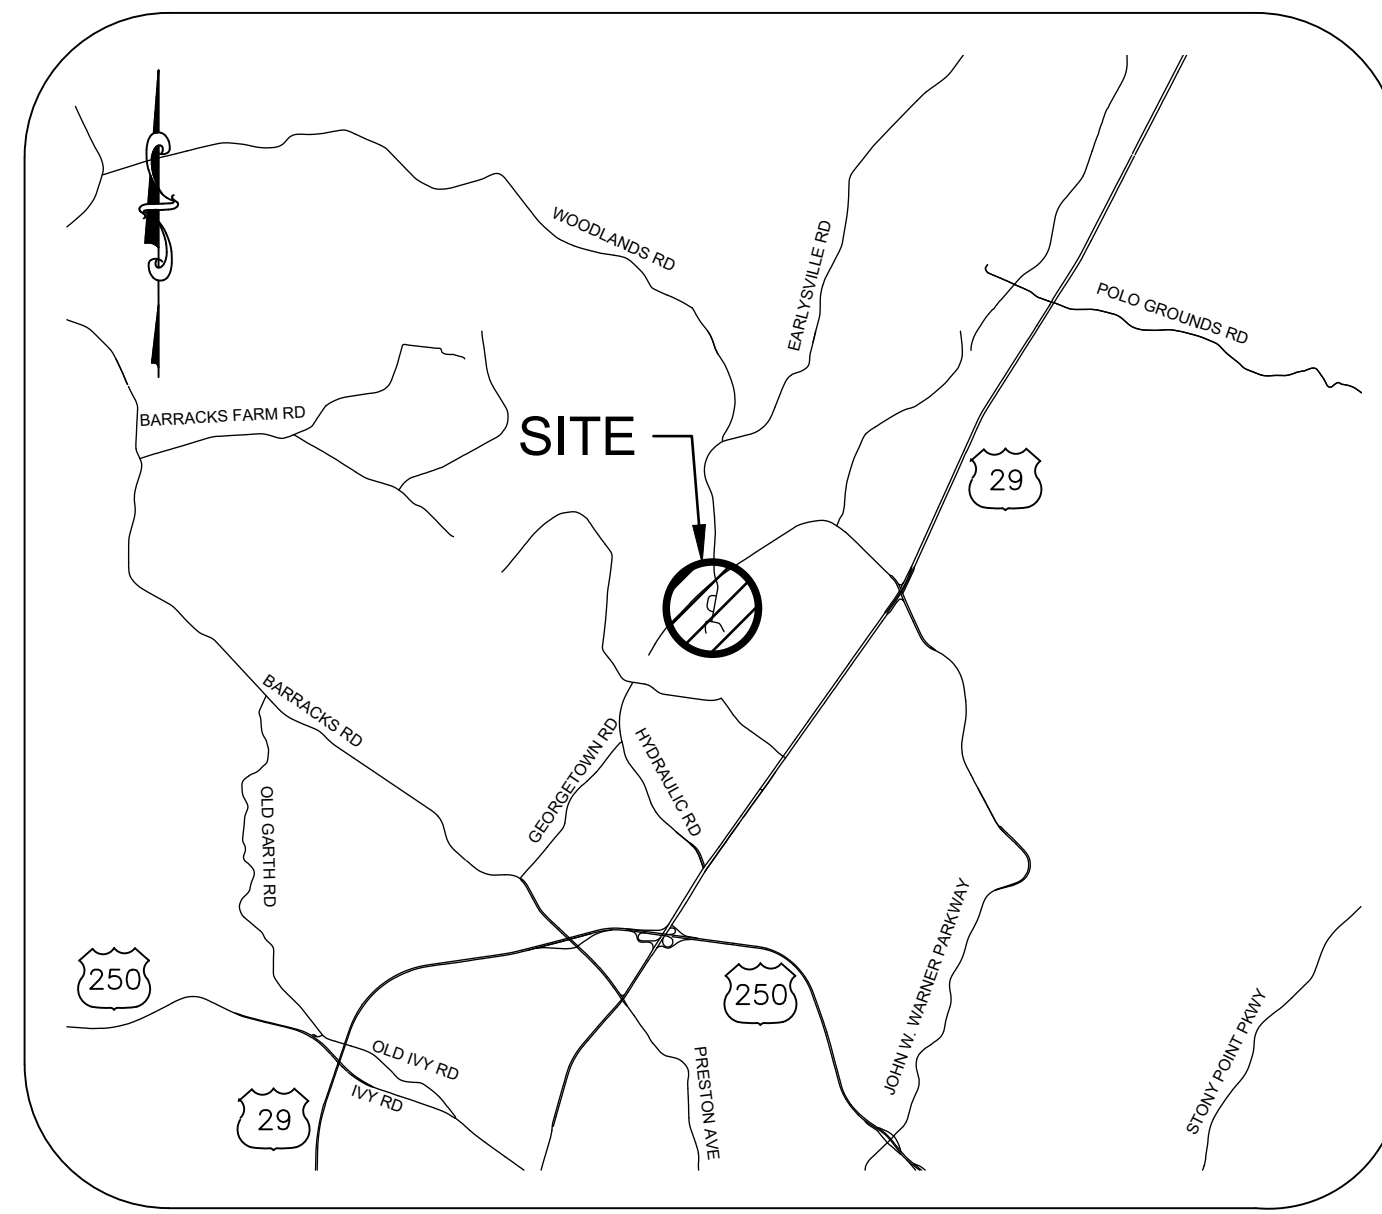 WOODLANDS RD
EARLYSVILLE RD
POLO GROUNDS RD
BARRACKS FARM RD
SITE
29
BARRACKS RD
GEORGETOWN RD
HYDRAULIC RD
OLD GARTH RD
JOHN W. WARNER PARKWAY
250
250
STONY POINT PKWY
OLD IVY RD
IVY RD
PRESTON AVE
29